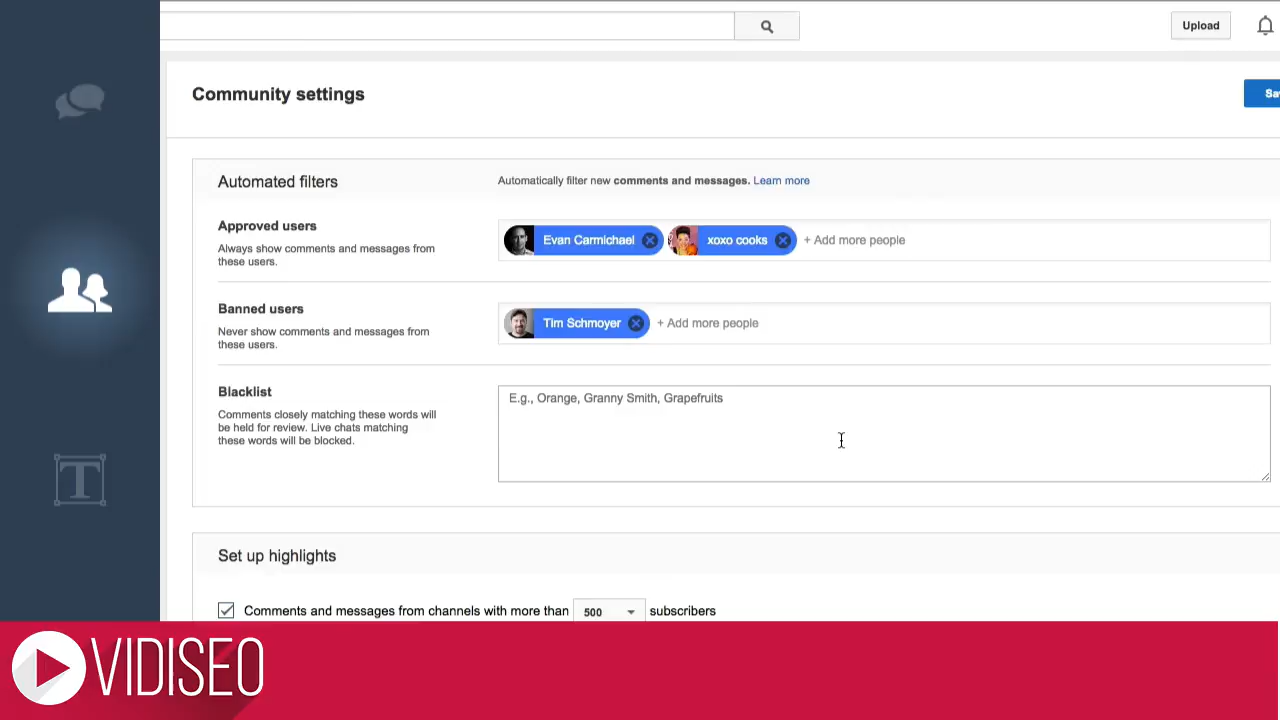 Upload
Community settings
Sa
Automated filters
Automatically filter new comments and messages. Learn more
Approved users
Always show comments and messages from
these users.
Evan Carmichael
xoxo cooks
+ Add more people
Banned users
Never show comments and messages from
these users.
Tim Schmoyer
+ Add more people
Blacklist
Comments closely matching these words will
be held for review. Live chats matching
these words will be blocked.
E.g., Orange, Granny Smith, Grapefruits
T
Set up highlights
Comments and messages from channels with more than 500 subscribers
VIDISEO